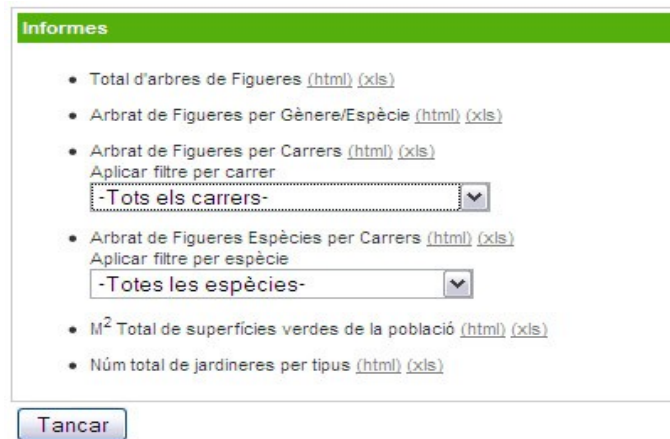 Informes
• Total d'arbres de Figueres (html) (xls)
• Arbrat de Figueres per Gènere/Espècie (html) (xls)
• Arbrat de Figueres per Carrers (html) (xls)
Aplicar filtre per carrer
-Tots els carrers-
• Arbrat de Figueres Espècies per Carrers (html) (xls)
Aplicar filtre per espècie
-Totes les espècies-
• M² Total de superfícies verdes de la població (html) (xls)
• Núm total de jardineres per tipus (html) (xls)
Tancar